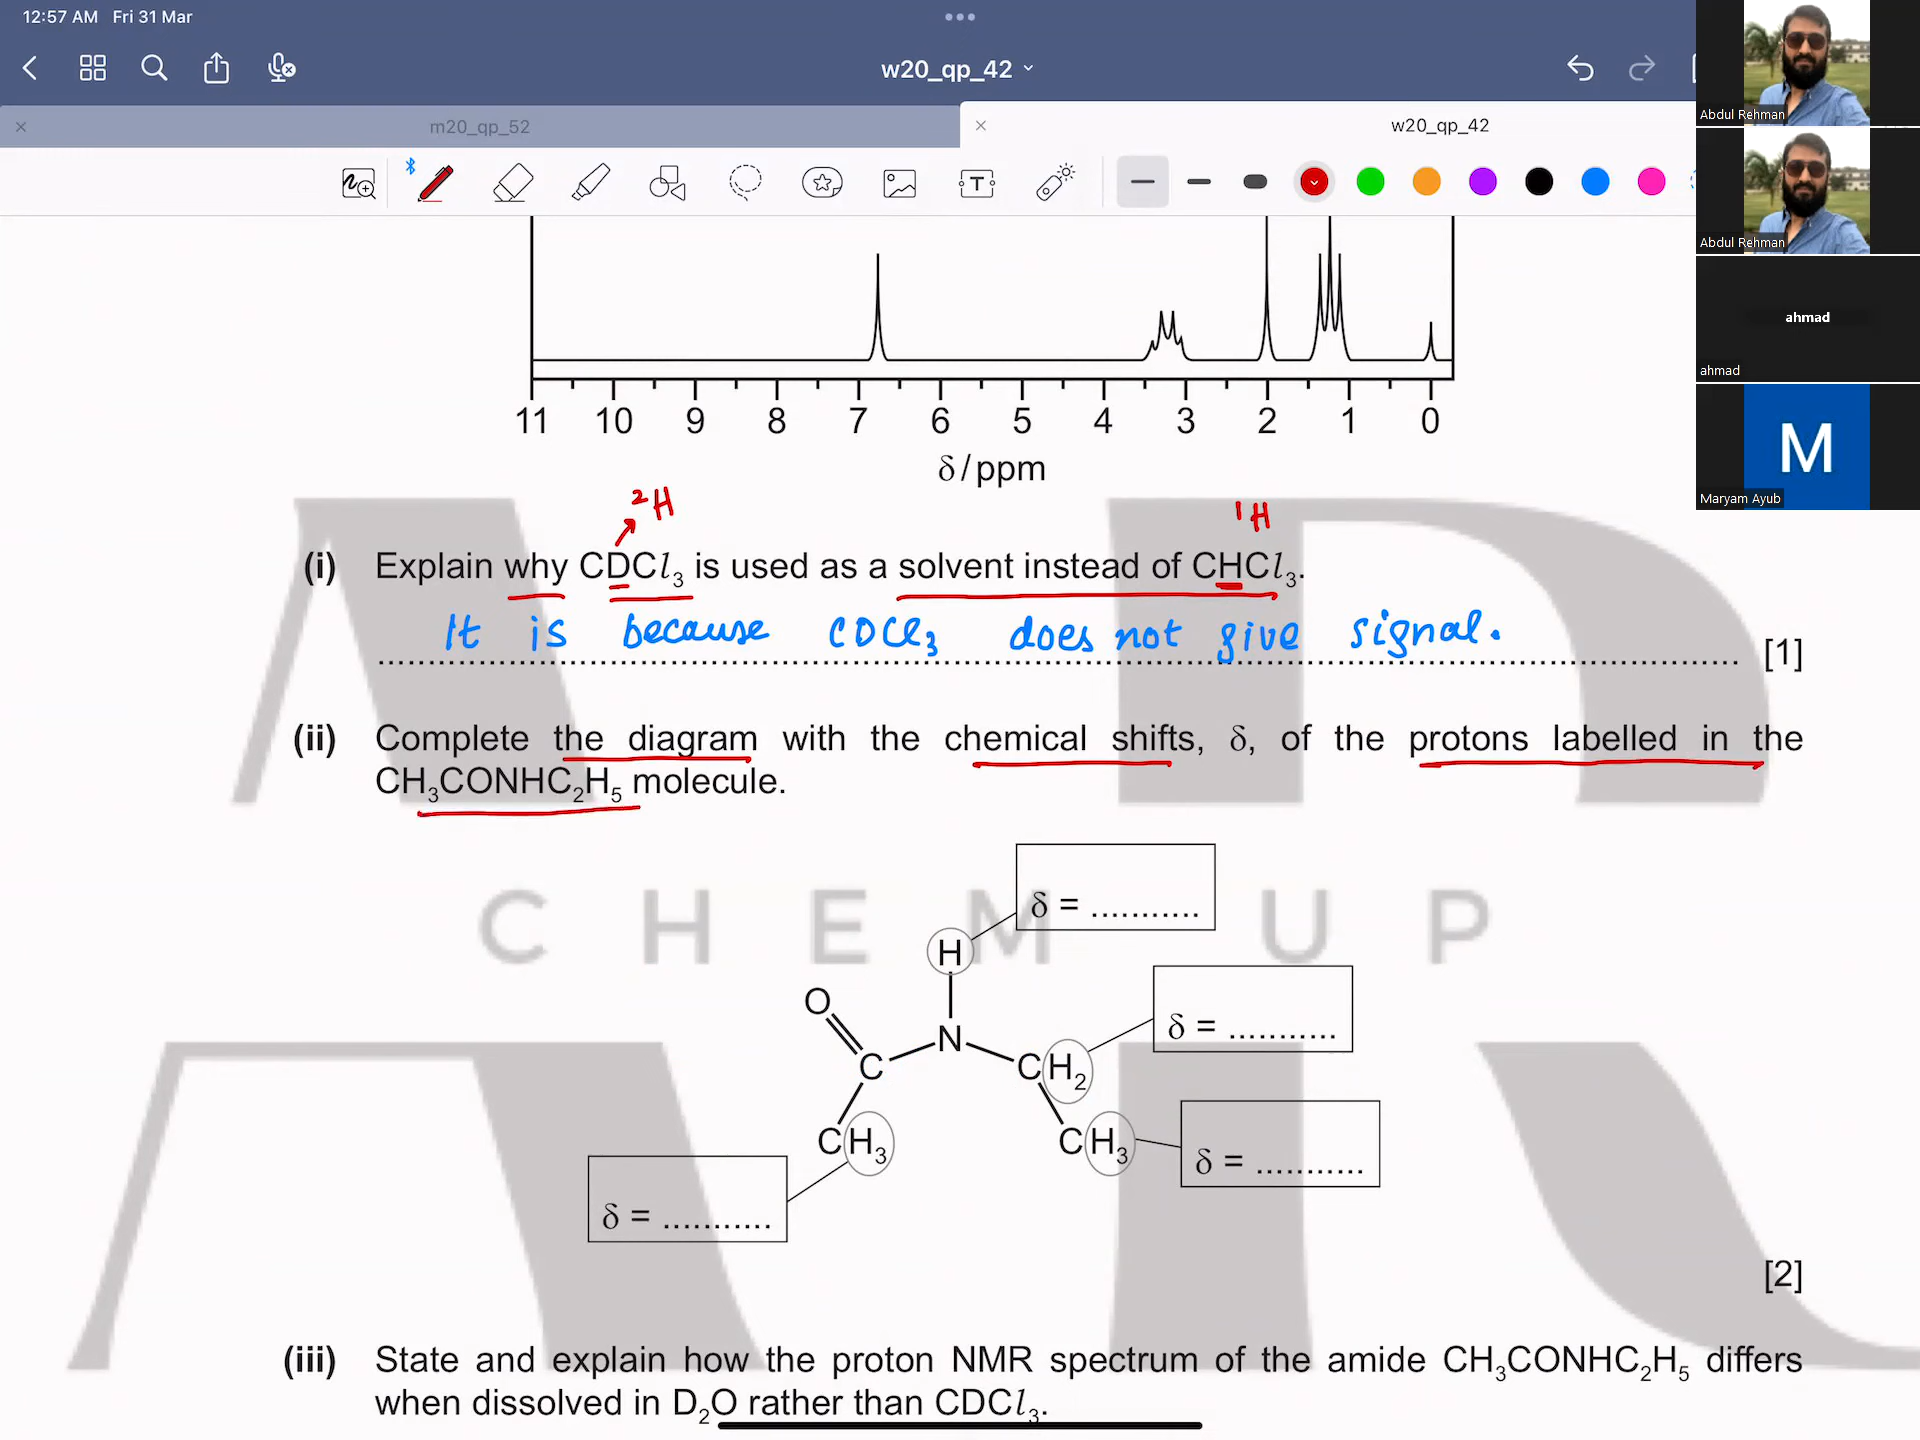 12:57 AM Fri 31 Mar
w20_qp_42
m20_qp_52
w20_qp_42
Abdul Rehman
Abdul Rehman
ahmad
ahmad
M
Maryam Ayub
T
11 10 9 8 7 6 5 4 3 2 1 0
δ/ppm
²H
¹H
(i) Explain why CDCl₃ is used as a solvent instead of CHCl₃.
It is because CDCl₃ does not give signal.
[1]
(ii) Complete the diagram with the chemical shifts, δ, of the protons labelled in the
CH₃CONHC₂H₅ molecule.
CHEM UP
δ = ...........
H
O
N
δ = ...........
C
CH₂
CH₃
CH₃
δ = ...........
δ = ...........
[2]
(iii) State and explain how the proton NMR spectrum of the amide CH₃CONHC₂H₅ differs
when dissolved in D₂O rather than CDCl₃.